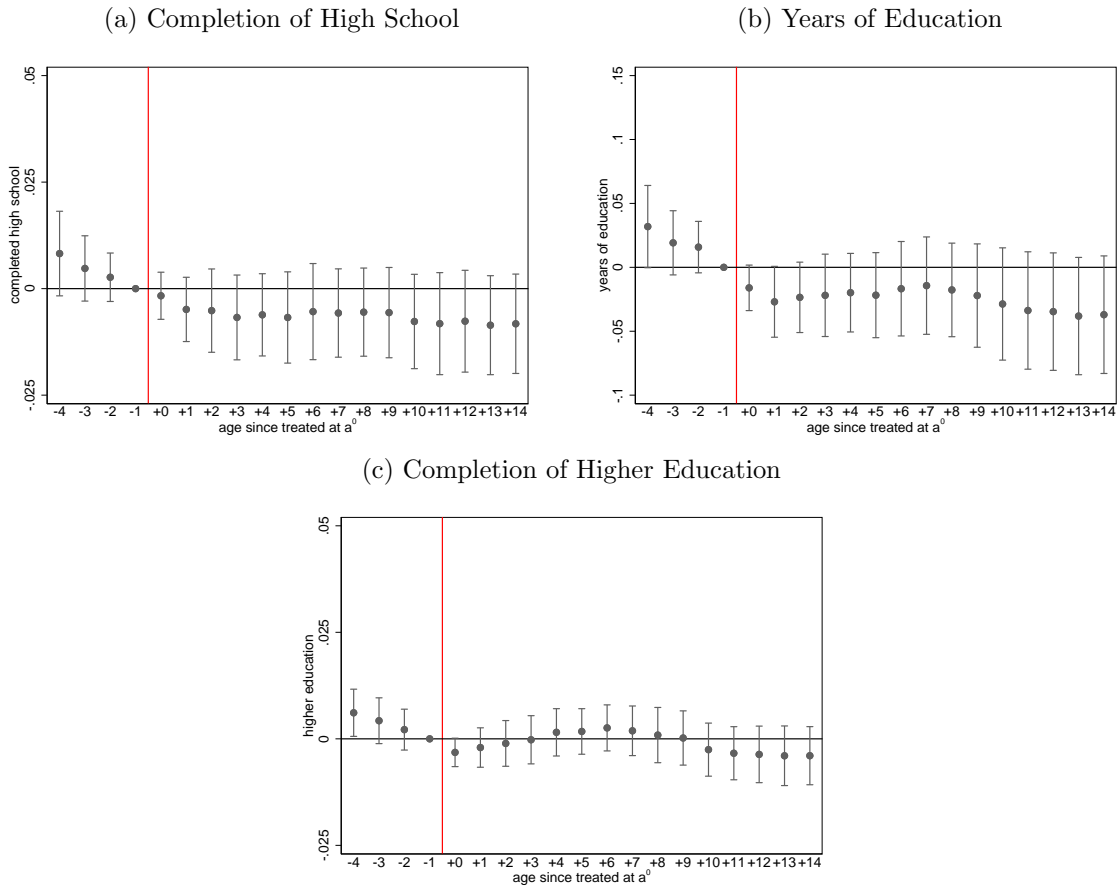 (a) Completion of High School
completed high school
.05
.025
0
-.025
-4 -3 -2 -1 +0 +1 +2 +3 +4 +5 +6 +7 +8 +9 +10 +11 +12 +13 +14
age since treated at a⁰
(b) Years of Education
years of education
.15
.1
.05
0
-.05
-.1
-4 -3 -2 -1 +0 +1 +2 +3 +4 +5 +6 +7 +8 +9 +10 +11 +12 +13 +14
age since treated at a⁰
(c) Completion of Higher Education
higher education
.05
.025
0
-.025
-4 -3 -2 -1 +0 +1 +2 +3 +4 +5 +6 +7 +8 +9 +10 +11 +12 +13 +14
age since treated at a⁰